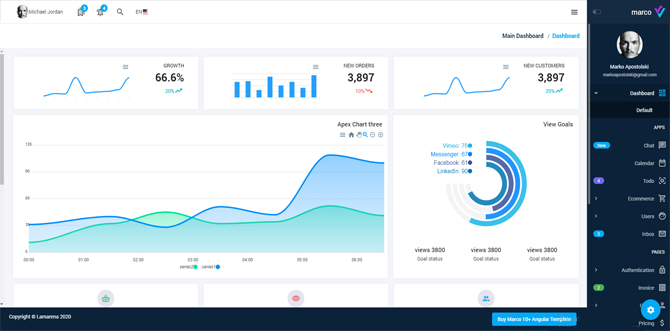 Michael Jordan 3 4 EN
marco
Main Dashboard / Dashboard
GROWTH
66.6%
20%
NEW ORDERS
3,897
10%
NEW CUSTOMERS
3,897
20%
Apex Chart three
120
90
60
30
0
00:00 01:00 02:00 03:00 04:00 05:00 06:00
series2 series1
View Goals
Vimeo: 76
Messenger: 67
Facebook: 61
LinkedIn: 90
views 3800 views 3800 views 3800
Goal status Goal status Goal status
Marko Apostolski
markoapostolski@gmail.com
Dashboard
Default
APPS
New Chat
Calendar
4 Todo
Ecommerce
Users
3 Inbox
PAGES
Authentication
2 Invoice
Pricing
Copyright © Lamanma 2020
Buy Marco 10+ Angular Template